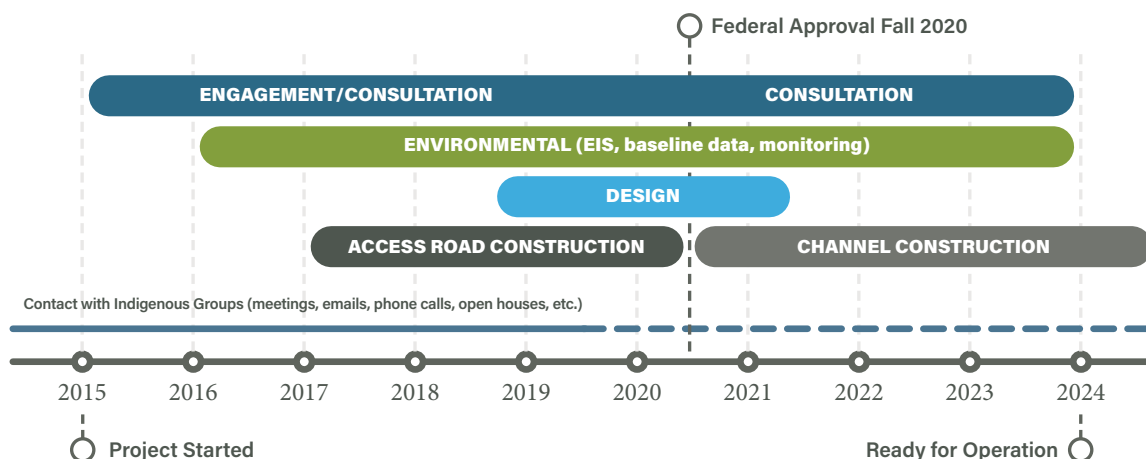 Federal Approval Fall 2020
ENGAGEMENT/CONSULTATION CONSULTATION
ENVIRONMENTAL (EIS, baseline data, monitoring)
DESIGN
ACCESS ROAD CONSTRUCTION CHANNEL CONSTRUCTION
Contact with Indigenous Groups (meetings, emails, phone calls, open houses, etc.)
2015 2016 2017 2018 2019 2020 2021 2022 2023 2024
Project Started Ready for Operation